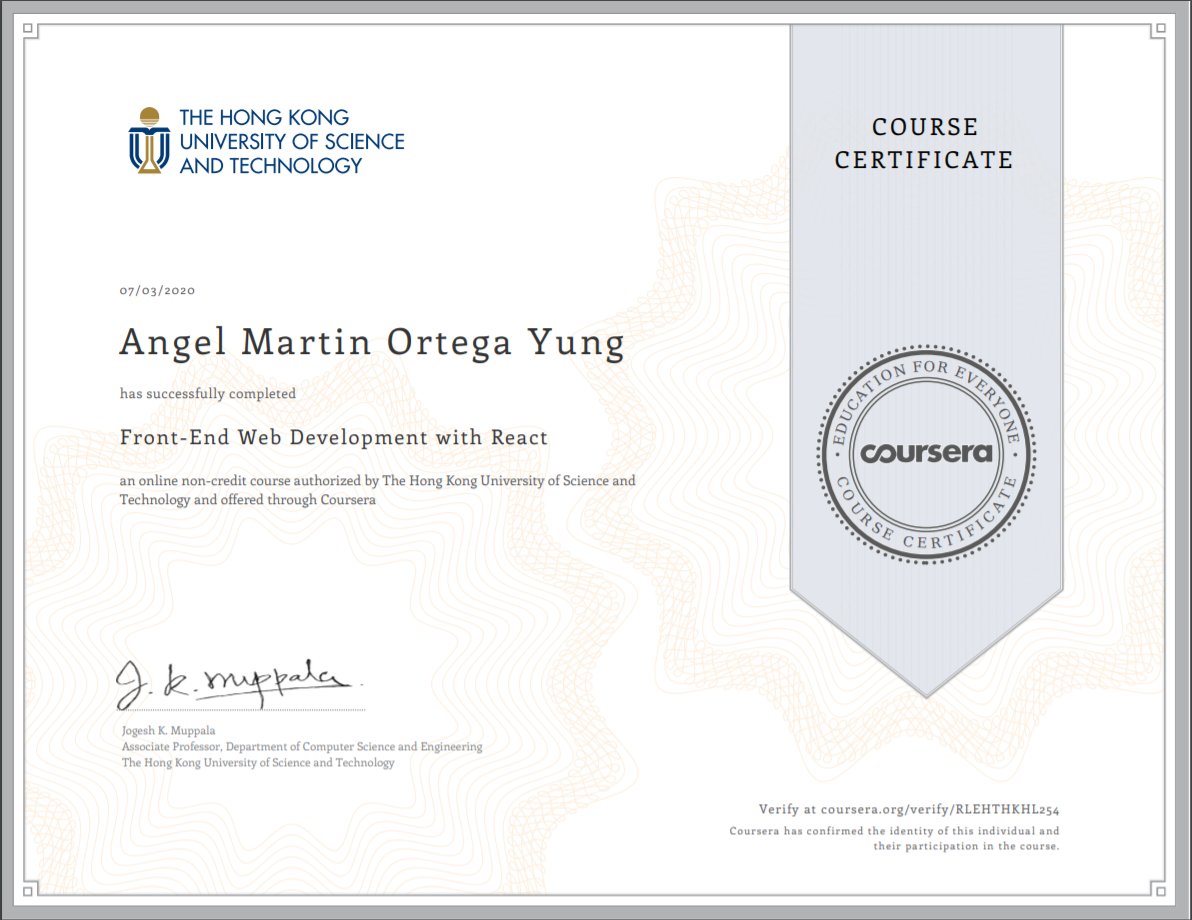 THE HONG KONG
UNIVERSITY OF SCIENCE
AND TECHNOLOGY
COURSE
CERTIFICATE
07/03/2020
Angel Martin Ortega Yung
has successfully completed
Front-End Web Development with React
an online non-credit course authorized by The Hong Kong University of Science and
Technology and offered through Coursera
EDUCATION FOR EVERYONE
coursera
COURSE CERTIFICATE
J. K. Muppala
Jogesh K. Muppala
Associate Professor, Department of Computer Science and Engineering
The Hong Kong University of Science and Technology
Verify at coursera.org/verify/RLEHTHKHL254
Coursera has confirmed the identity of this individual and
their participation in the course.